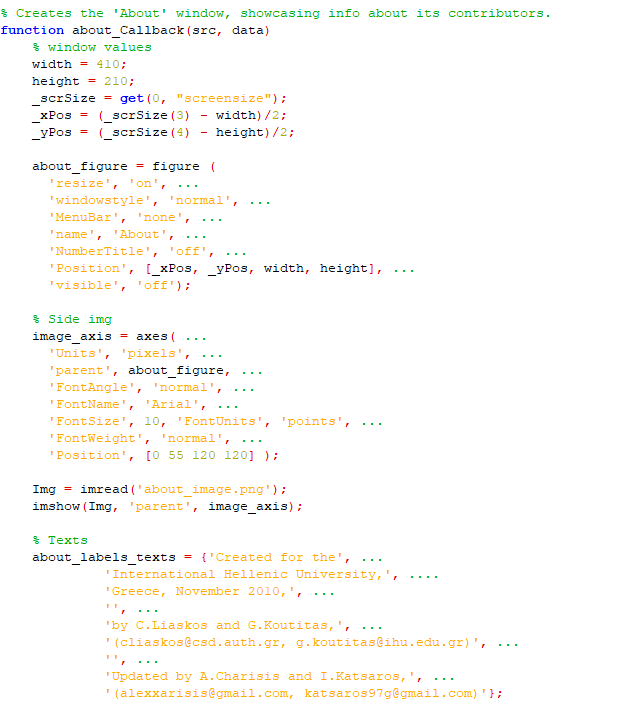 % Creates the 'About' window, showcasing info about its contributors.
function about_Callback(src, data)
    % window values
    width = 410;
    height = 210;
    _scrSize = get(0, "screensize");
    _xPos = (_scrSize(3) - width)/2;
    _yPos = (_scrSize(4) - height)/2;

    about_figure = figure (
      'resize', 'on', ...
      'windowstyle', 'normal', ...
      'MenuBar', 'none', ...
      'name', 'About', ...
      'NumberTitle', 'off', ...
      'Position', [_xPos, _yPos, width, height], ...
      'visible', 'off');

    % Side img
    image_axis = axes( ...
      'Units', 'pixels', ...
      'parent', about_figure, ...
      'FontAngle', 'normal', ...
      'FontName', 'Arial', ...
      'FontSize', 10, 'FontUnits', 'points', ...
      'FontWeight', 'normal', ...
      'Position', [0 55 120 120] );

    Img = imread('about_image.png');
    imshow(Img, 'parent', image_axis);

    % Texts
    about_labels_texts = {'Created for the', ...
             'International Hellenic University,', ....
             'Greece, November 2010,', ...
             '', ...
             'by C.Liaskos and G.Koutitas,', ...
             '(cliaskos@csd.auth.gr, g.koutitas@ihu.edu.gr)', ...
             '', ...
             'Updated by A.Charisis and I.Katsaros,', ...
             '(alexxarisis@gmail.com, katsaros97g@gmail.com)'};